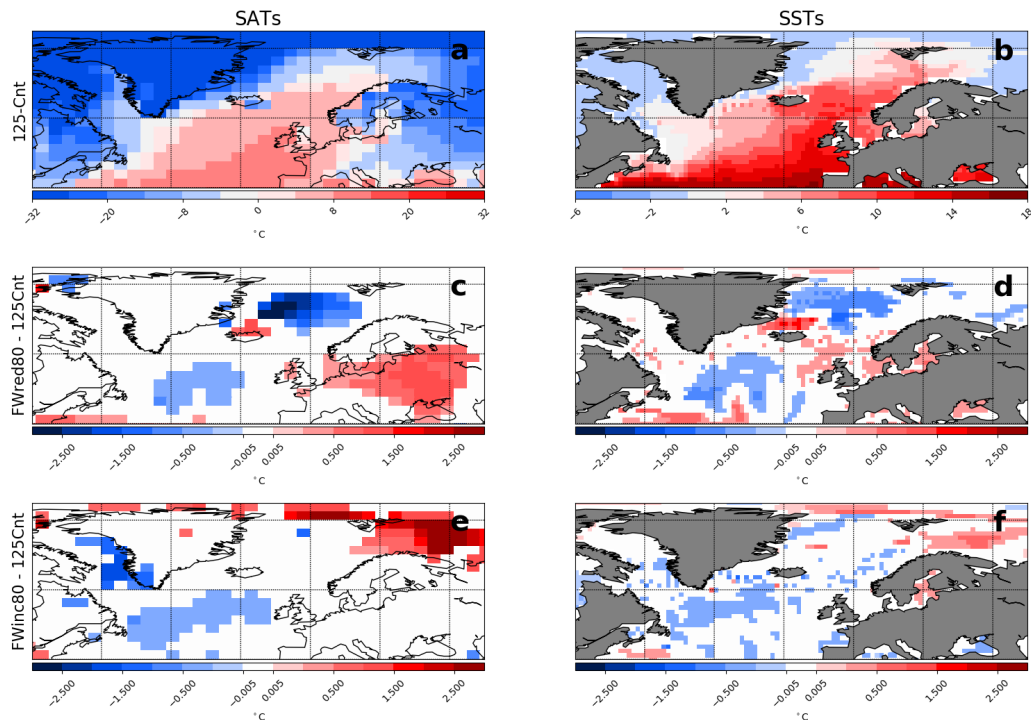 SATs SSTs
125-Cnt a b
-32 -20 -8 0 8 20 32 -6 -2 2 6 10 14 18
°C °C
FWred80 - 125Cnt c d
−2.500 −1.500 −0.500 −0.005 0.005 0.500 1.500 2.500 −2.500 −1.500 −0.500 −0.005 0.005 0.500 1.500 2.500
°C °C
FWinc80 - 125Cnt e f
−2.500 −1.500 −0.500 −0.005 0.005 0.500 1.500 2.500 −2.500 −1.500 −0.500 −0.005 0.005 0.500 1.500 2.500
°C °C